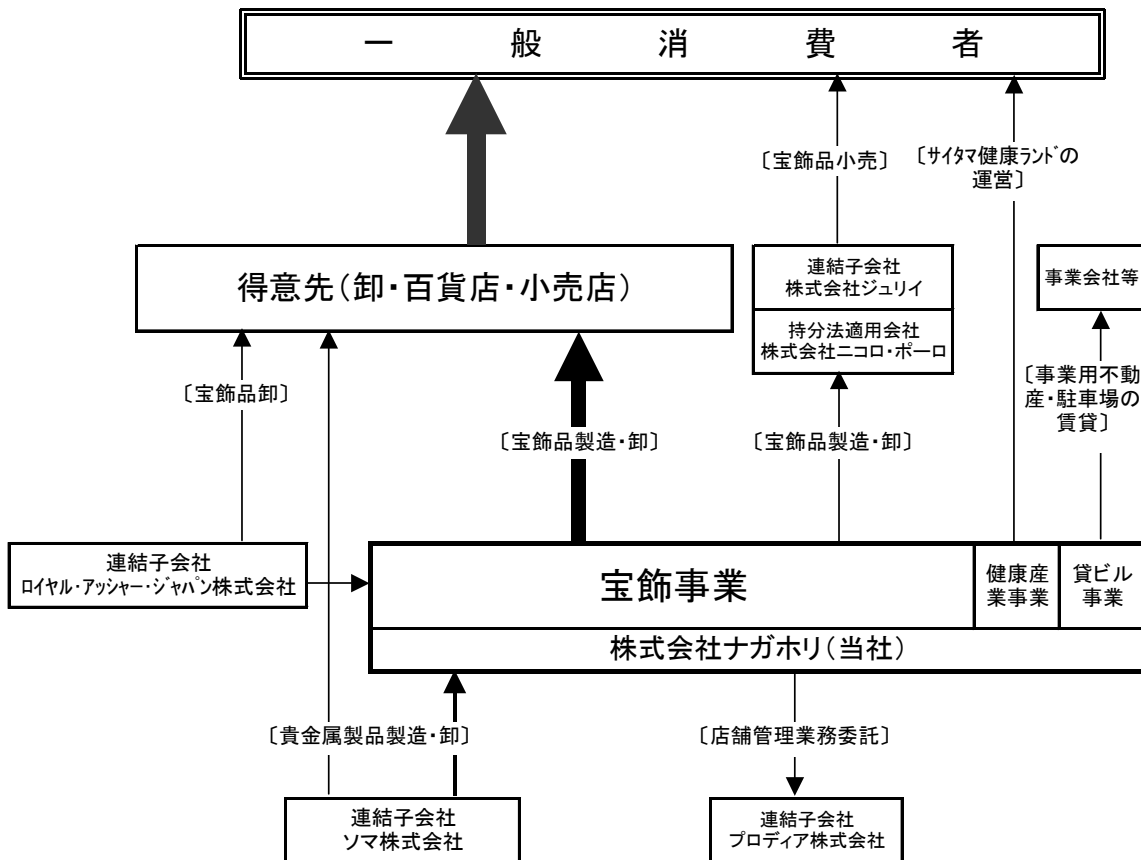 一般消費者
〔宝飾品小売〕
〔サイタマ健康ランドの
運営〕
得意先(卸・百貨店・小売店)
連結子会社
株式会社ジュリイ
持分法適用会社
株式会社ニコロ・ポーロ
事業会社等
〔宝飾品卸〕
〔宝飾品製造・卸〕
〔宝飾品製造・卸〕
〔事業用不動
産・駐車場の
賃貸〕
連結子会社
ロイヤル・アッシャー・ジャパン株式会社
宝飾事業
健康産
業事業
貸ビル
事業
株式会社ナガホリ(当社)
〔貴金属製品製造・卸〕
〔店舗管理業務委託〕
連結子会社
ソマ株式会社
連結子会社
プロディア株式会社